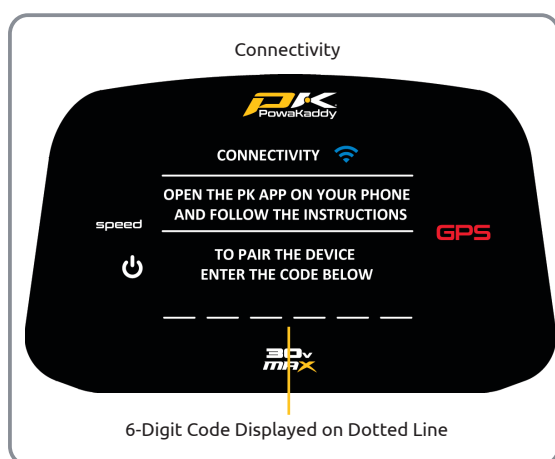 Connectivity
PK
PowaKaddy
CONNECTIVITY
OPEN THE PK APP ON YOUR PHONE
AND FOLLOW THE INSTRUCTIONS
speed
GPS
TO PAIR THE DEVICE
ENTER THE CODE BELOW
30v
MAX
6-Digit Code Displayed on Dotted Line